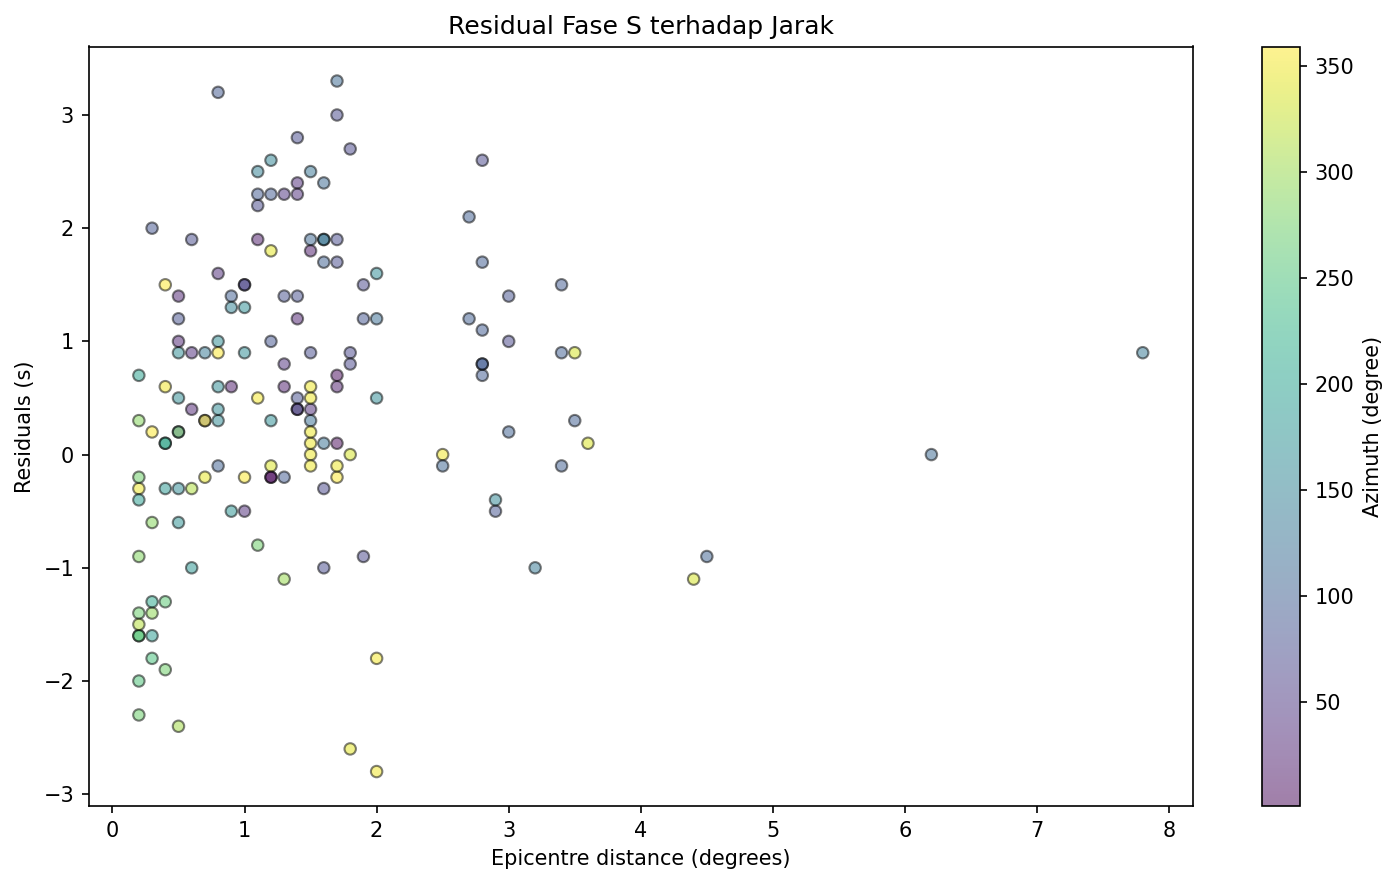 Residual Fase S terhadap Jarak
Residuals (s)
3
2
1
0
−1
−2
−3
0 1 2 3 4 5 6 7 8
Epicentre distance (degrees)
350
300
250
200
150
100
50
Azimuth (degree)